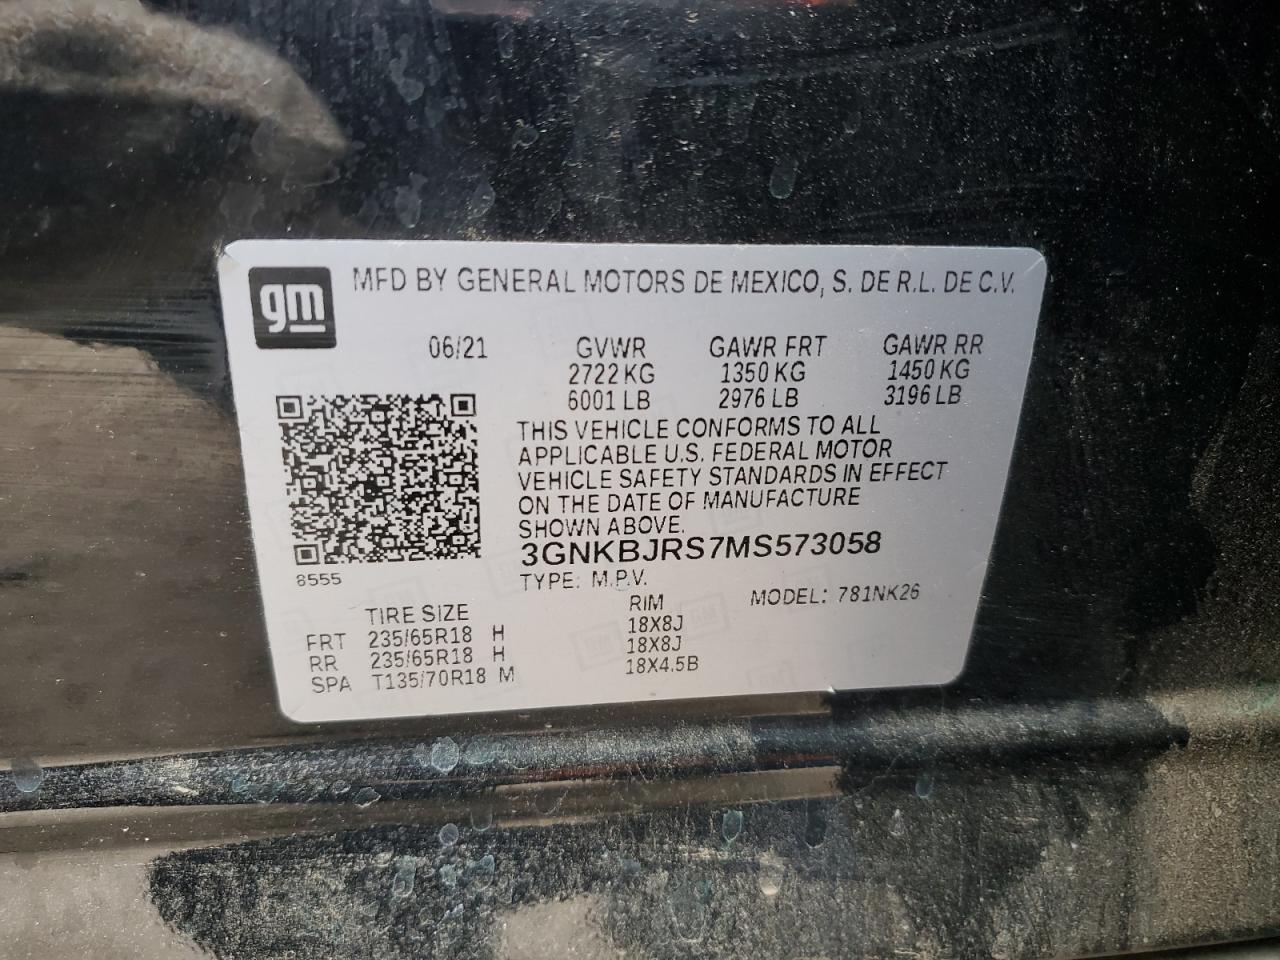 gm
MFD BY GENERAL MOTORS DE MEXICO, S. DE R.L. DE C.V.
06/21 GVWR GAWR FRT GAWR RR
2722 KG 1350 KG 1450 KG
6001 LB 2976 LB 3196 LB
THIS VEHICLE CONFORMS TO ALL
APPLICABLE U.S. FEDERAL MOTOR
VEHICLE SAFETY STANDARDS IN EFFECT
ON THE DATE OF MANUFACTURE
SHOWN ABOVE.
3GNKBJRS7MS573058
8555 TYPE: M.P.V.
TIRE SIZE RIM MODEL: 781NK26
FRT 235/65R18 H 18X8J
RR 235/65R18 H 18X8J
SPA T135/70R18 M 18X4.5B